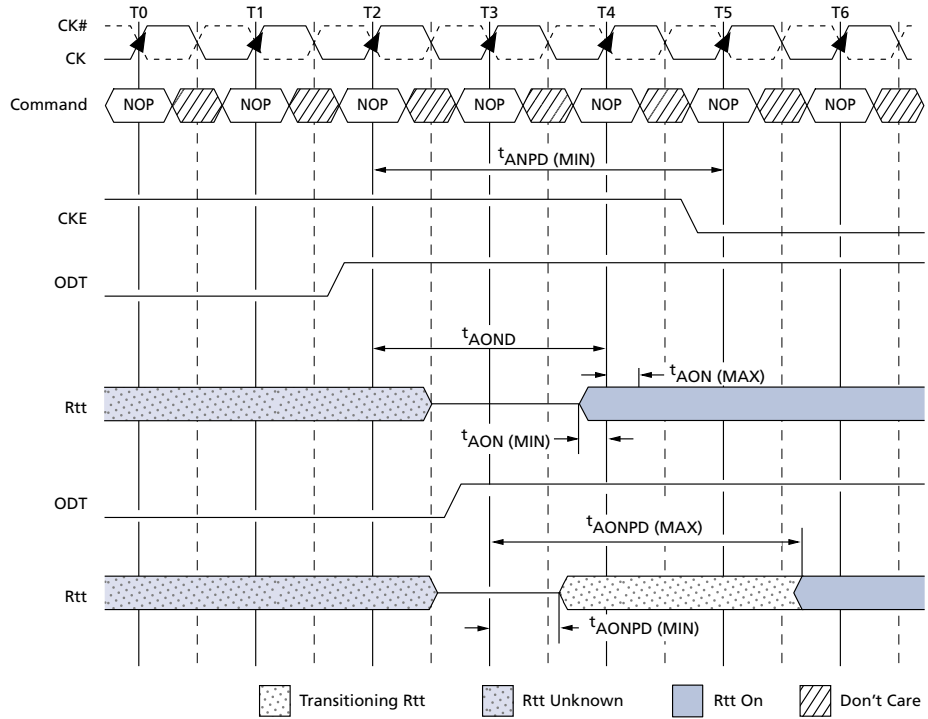 T0 T1 T2 T3 T4 T5 T6
CK#
CK
Command NOP NOP NOP NOP NOP NOP NOP
tANPD (MIN)
CKE
ODT
tAOND
tAON (MAX)
Rtt
tAON (MIN)
ODT
tAONPD (MAX)
Rtt
tAONPD (MIN)
Transitioning Rtt Rtt Unknown Rtt On Don't Care